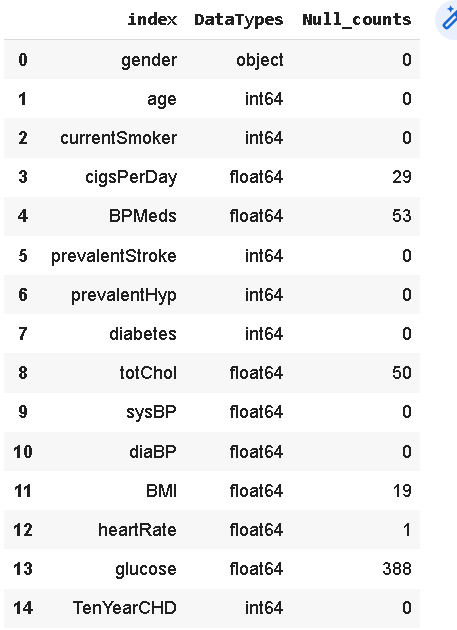 index DataTypes Null_counts
0 gender object 0
1 age int64 0
2 currentSmoker int64 0
3 cigsPerDay float64 29
4 BPMeds float64 53
5 prevalentStroke int64 0
6 prevalentHyp int64 0
7 diabetes int64 0
8 totChol float64 50
9 sysBP float64 0
10 diaBP float64 0
11 BMI float64 19
12 heartRate float64 1
13 glucose float64 388
14 TenYearCHD int64 0